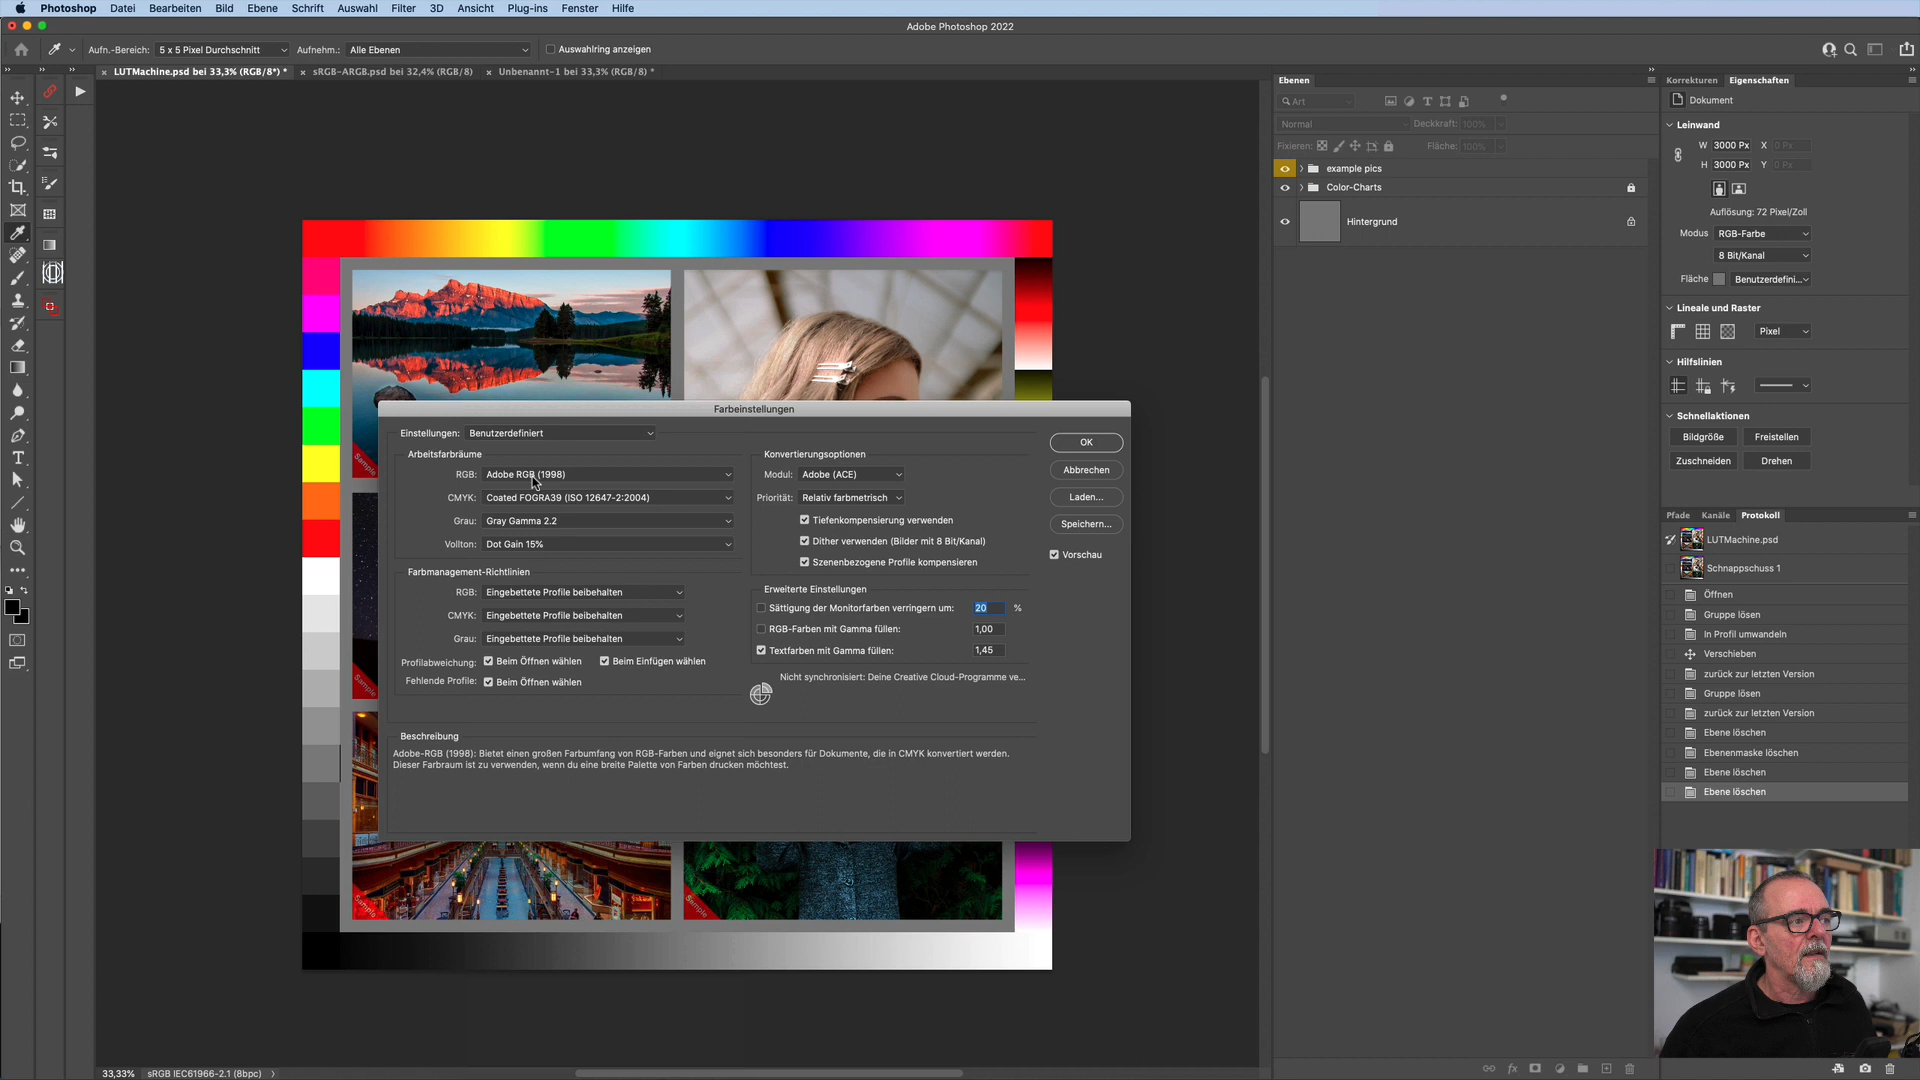 Photoshop Datei Bearbeiten Bild Ebene Schrift Auswahl Filter 3D Ansicht Plug-ins Fenster Hilfe
Adobe Photoshop 2022
Aufn.-Bereich: 5 x 5 Pixel Durchschnitt Aufnehm.: Alle Ebenen Auswahlring anzeigen
LUTMachine.psd bei 33,3% (RGB/8*) * sRGB-ARGB.psd bei 32,4% (RGB/8) Unbenannt-1 bei 33,3% (RGB/8) *
Ebenen
Art
Normal Deckkraft: 100%
Fixieren: Fläche: 100%
example pics
Color-Charts
Hintergrund
Korrekturen Eigenschaften
Dokument
Leinwand
W 3000 Px X 0 Px
H 3000 Px Y 0 Px
Auflösung: 72 Pixel/Zoll
Modus RGB-Farbe
8 Bit/Kanal
Fläche Benutzerdefini...
Lineale und Raster
Pixel
Hilfslinien
Schnellaktionen
Bildgröße Freistellen
Zuschneiden Drehen
Pfade Kanäle Protokoll
LUTMachine.psd
Schnappschuss 1
Öffnen
Gruppe lösen
In Profil umwandeln
Verschieben
zurück zur letzten Version
Gruppe lösen
zurück zur letzten Version
Ebene löschen
Ebenenmaske löschen
Ebene löschen
Ebene löschen
Farbeinstellungen
Einstellungen: Benutzerdefiniert
Arbeitsfarbräume
RGB: Adobe RGB (1998)
CMYK: Coated FOGRA39 (ISO 12647-2:2004)
Grau: Gray Gamma 2.2
Vollton: Dot Gain 15%
Farbmanagement-Richtlinien
RGB: Eingebettete Profile beibehalten
CMYK: Eingebettete Profile beibehalten
Grau: Eingebettete Profile beibehalten
Profilabweichung: Beim Öffnen wählen Beim Einfügen wählen
Fehlende Profile: Beim Öffnen wählen
Konvertierungsoptionen
Modul: Adobe (ACE)
Priorität: Relativ farbmetrisch
Tiefenkompensierung verwenden
Dither verwenden (Bilder mit 8 Bit/Kanal)
Szenenbezogene Profile kompensieren
Erweiterte Einstellungen
Sättigung der Monitorfarben verringern um: 20 %
RGB-Farben mit Gamma füllen: 1,00
Textfarben mit Gamma füllen: 1,45
Nicht synchronisiert: Deine Creative Cloud-Programme ve...
OK
Abbrechen
Laden...
Speichern...
Vorschau
Beschreibung
Adobe-RGB (1998): Bietet einen großen Farbumfang von RGB-Farben und eignet sich besonders für Dokumente, die in CMYK konvertiert werden.
Dieser Farbraum ist zu verwenden, wenn du eine breite Palette von Farben drucken möchtest.
Sample
Sample
Sample
Sample
33,33% sRGB IEC61966-2.1 (8bpc)
fx